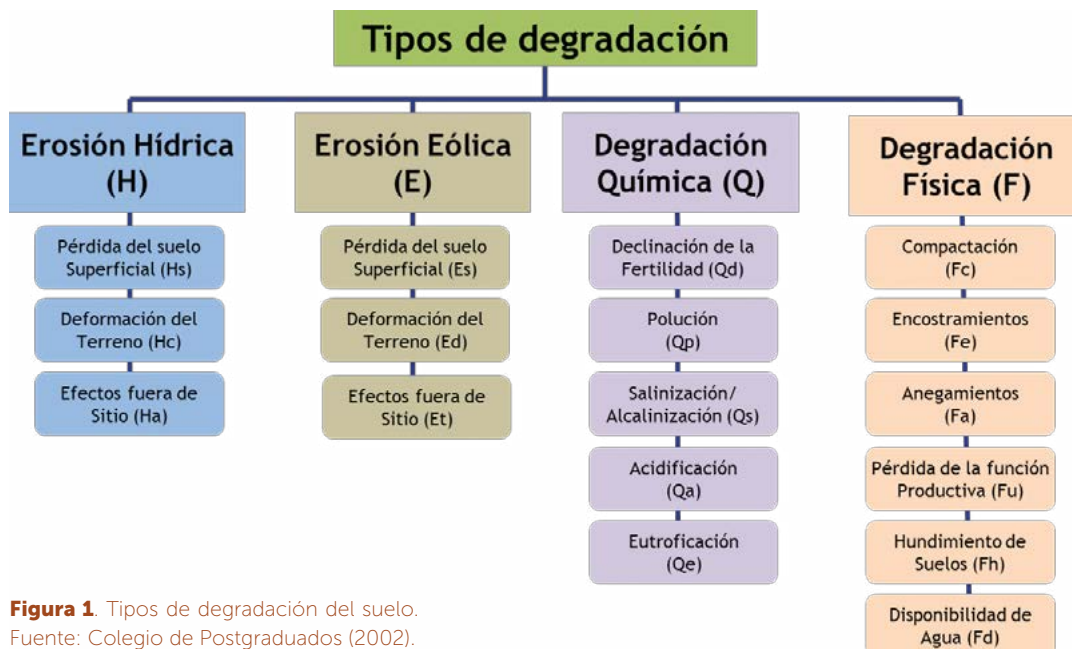 Tipos de degradación
Erosión Hídrica
(H)
Pérdida del suelo
Superficial (Hs)
Deformación del
Terreno (Hc)
Efectos fuera de
Sitio (Ha)
Erosión Eólica
(E)
Pérdida del suelo
Superficial (Es)
Deformación del
Terreno (Ed)
Efectos fuera de
Sitio (Et)
Degradación
Química (Q)
Declinación de la
Fertilidad (Qd)
Polución
(Qp)
Salinización/
Alcalinización (Qs)
Acidificación
(Qa)
Eutroficación
(Qe)
Degradación
Física (F)
Compactación
(Fc)
Encostramientos
(Fe)
Anegamientos
(Fa)
Pérdida de la función
Productiva (Fu)
Hundimiento de
Suelos (Fh)
Disponibilidad de
Agua (Fd)
Figura 1. Tipos de degradación del suelo.
Fuente: Colegio de Postgraduados (2002).